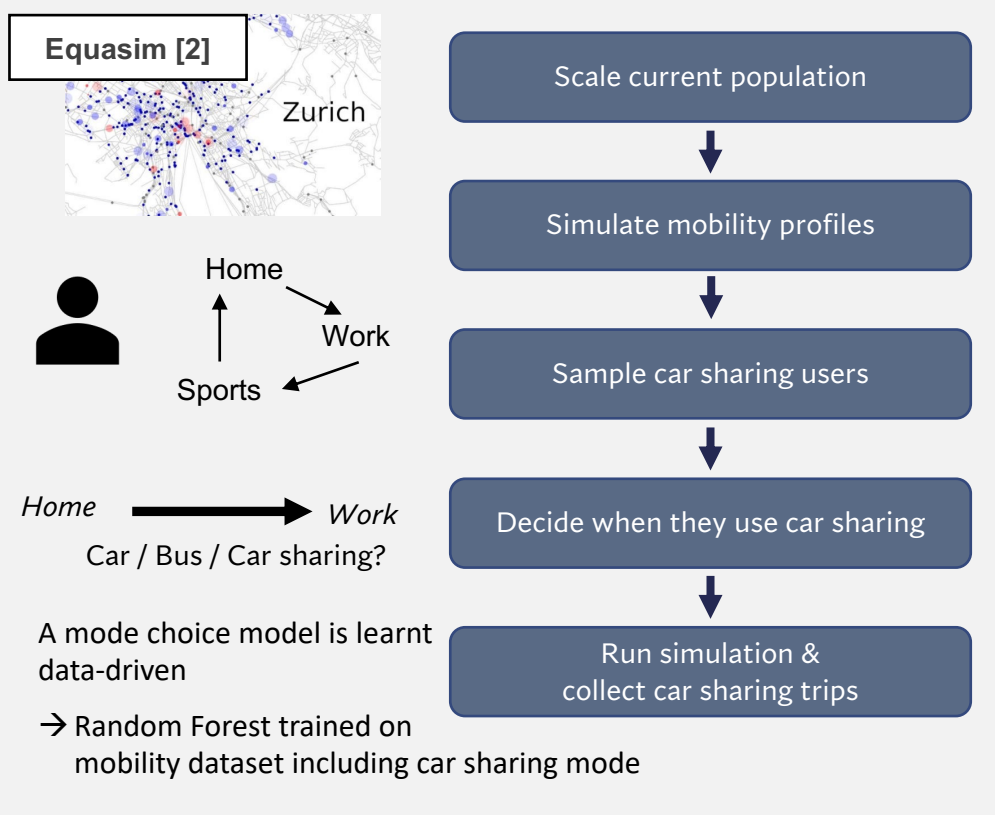 Equasim [2]
Zurich
Scale current population
Simulate mobility profiles
Home
Work
Sports
Sample car sharing users
Home
Work
Car / Bus / Car sharing?
Decide when they use car sharing
A mode choice model is learnt
data-driven
→ Random Forest trained on
mobility dataset including car sharing mode
Run simulation &
collect car sharing trips